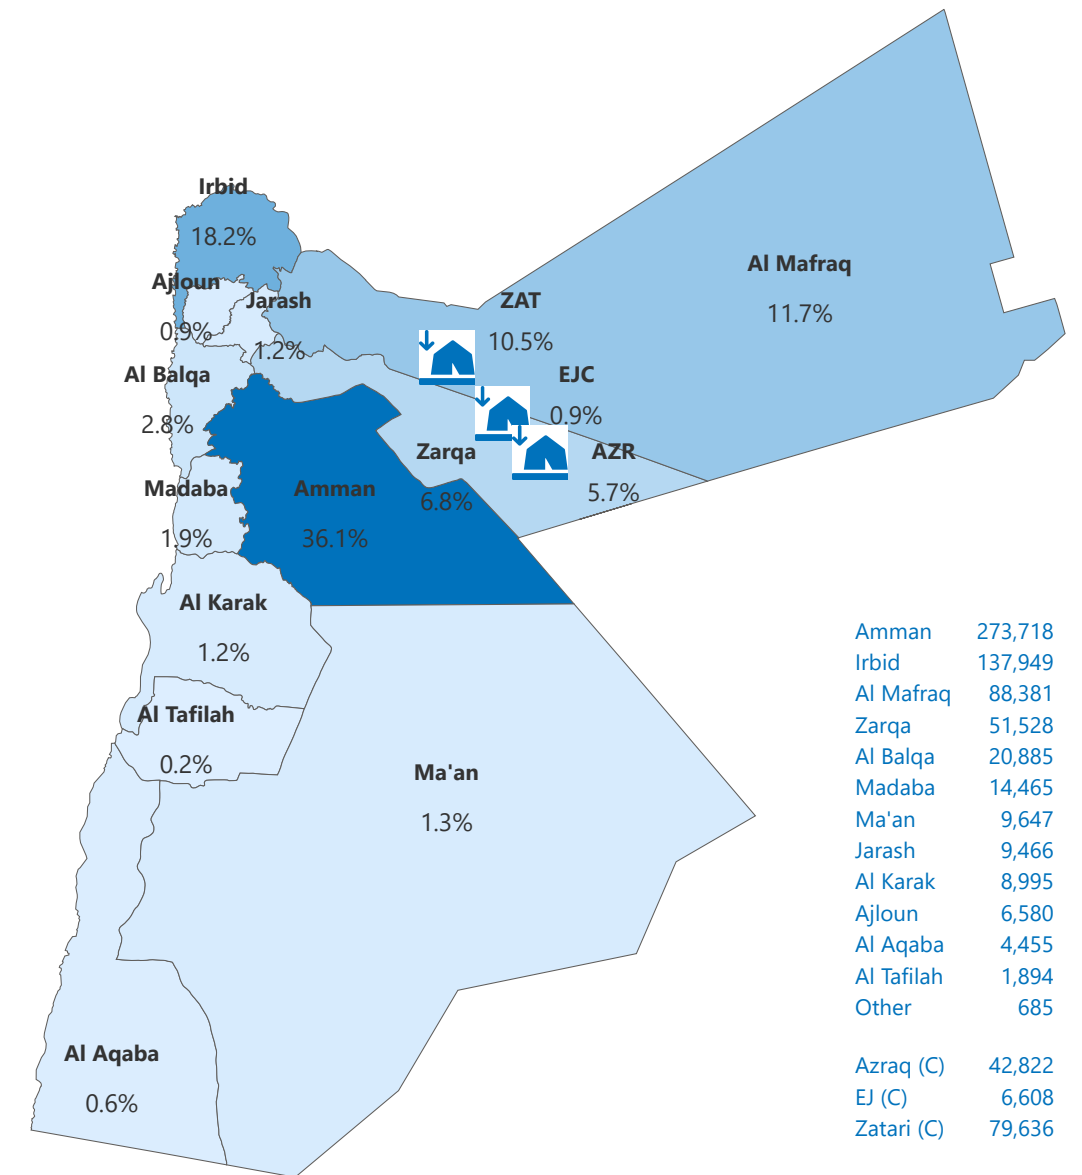 Irbid
18.2%
Ajloun
0.9%
Jarash
1.2%
Al Mafraq
11.7%
ZAT
10.5%
EJC
0.9%
AZR
5.7%
Al Balqa
2.8%
Zarqa
6.8%
Madaba
1.9%
Amman
36.1%
Al Karak
1.2%
Al Tafilah
0.2%
Ma'an
1.3%
Al Aqaba
0.6%
Amman 273,718
Irbid 137,949
Al Mafraq 88,381
Zarqa 51,528
Al Balqa 20,885
Madaba 14,465
Ma'an 9,647
Jarash 9,466
Al Karak 8,995
Ajloun 6,580
Al Aqaba 4,455
Al Tafilah 1,894
Other 685
Azraq (C) 42,822
EJ (C) 6,608
Zatari (C) 79,636